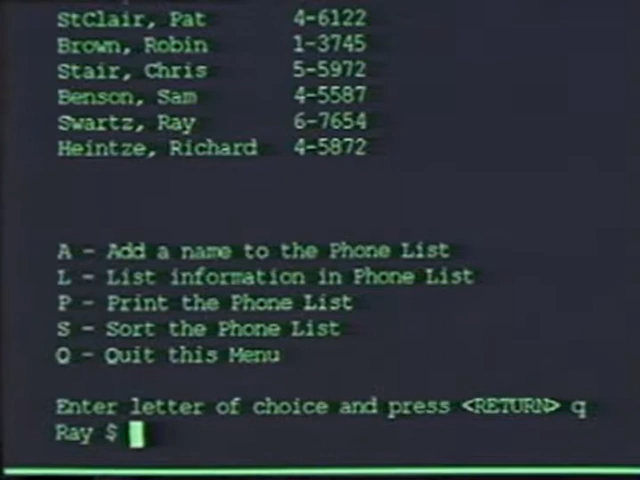 StClair, Pat 4-6122
Brown, Robin 1-3745
Stair, Chris 5-5972
Benson, Sam 4-5587
Swartz, Ray 6-7654
Heintze, Richard 4-5872
A - Add a name to the Phone List
L - List information in Phone List
P - Print the Phone List
S - Sort the Phone List
Q - Quit this Menu
Enter letter of choice and press <RETURN> q
Ray $